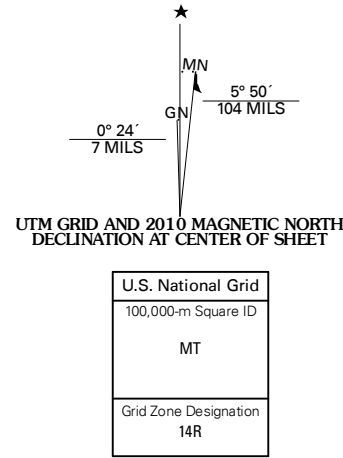 ★
MN
GN
5° 50´
104 MILS
0° 24´
7 MILS
UTM GRID AND 2010 MAGNETIC NORTH
DECLINATION AT CENTER OF SHEET
U.S. National Grid
100,000-m Square ID
MT
Grid Zone Designation
14R